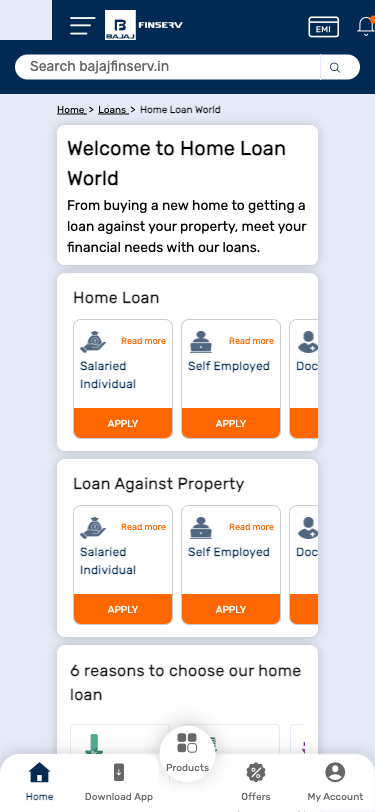 BAJAJ FINSERV
EMI
Search bajajfinserv.in
Home > Loans > Home Loan World
Welcome to Home Loan
World
From buying a new home to getting a
loan against your property, meet your
financial needs with our loans.
Home Loan
Read more
Salaried
Individual
APPLY
Read more
Self Employed
APPLY
Doc
Loan Against Property
Read more
Salaried
Individual
APPLY
Read more
Self Employed
APPLY
Doc
6 reasons to choose our home
loan
Home
Download App
Products
Offers
My Account